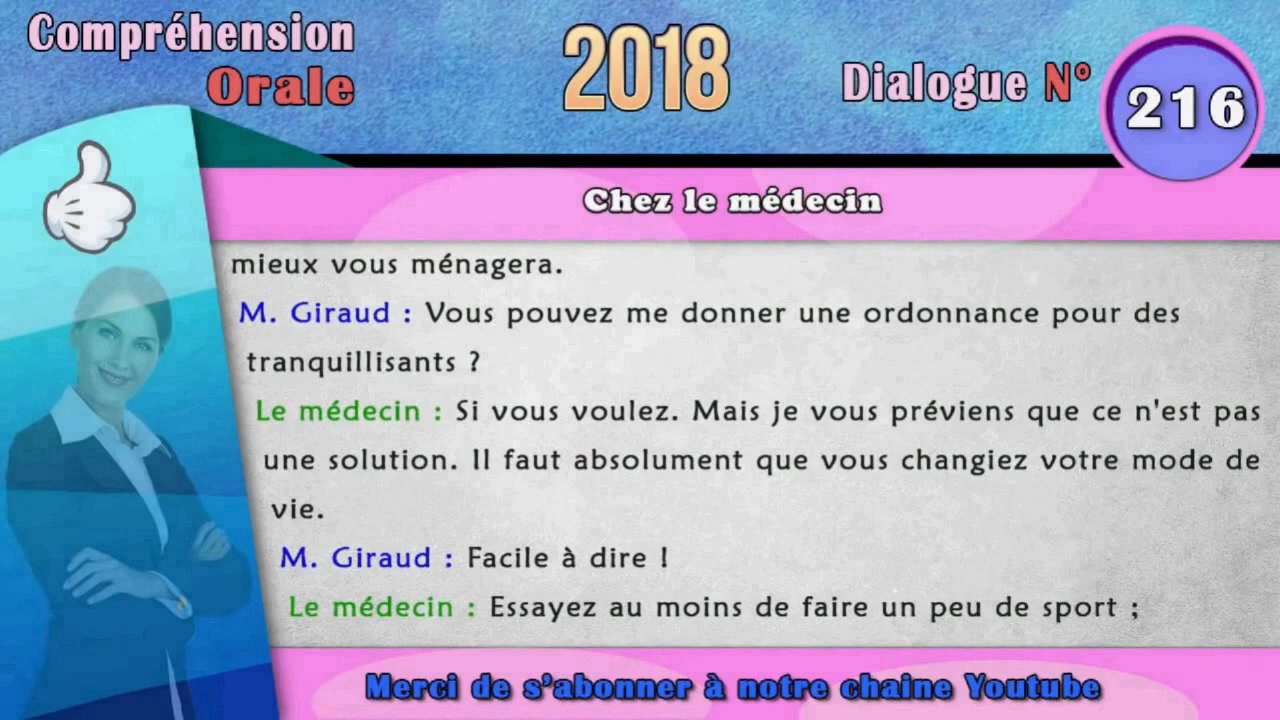 Compréhension
Orale
2018
Dialogue N°
216
Chez le médecin
mieux vous ménagera.
M. Giraud : Vous pouvez me donner une ordonnance pour des
tranquillisants ?
Le médecin : Si vous voulez. Mais je vous préviens que ce n'est pas
une solution. Il faut absolument que vous changiez votre mode de
vie.
M. Giraud : Facile à dire !
Le médecin : Essayez au moins de faire un peu de sport ;
Merci de s'abonner à notre chaine Youtube